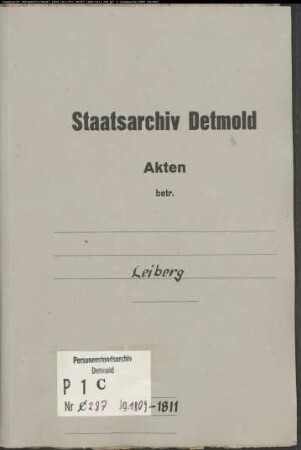 Staatsarchiv Detmold
Akten
betr.
Leiberg
Personenstandsarchiv
Detmold
P 1 C
Nr 287 Jg. 1809-1811